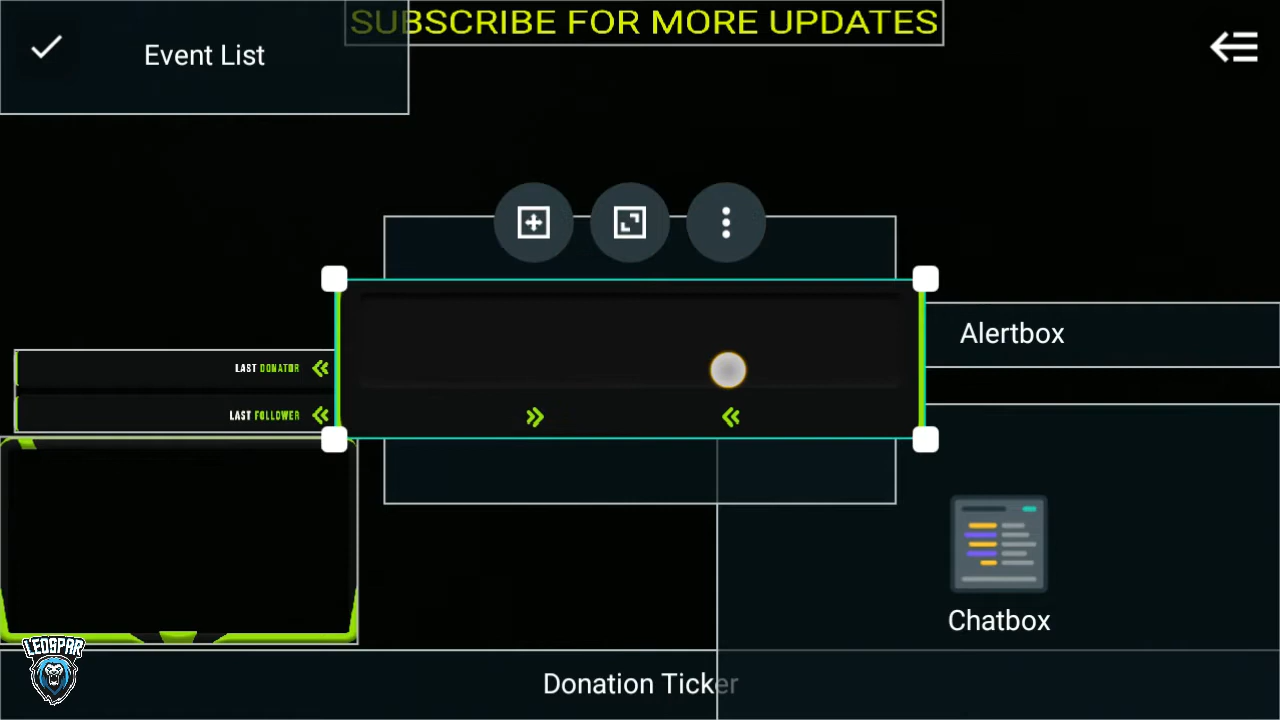 SUBSCRIBE FOR MORE UPDATES
Event List
Alertbox
LAST DONATOR
LAST FOLLOWER
Chatbox
LEOSPAR
Donation Ticker